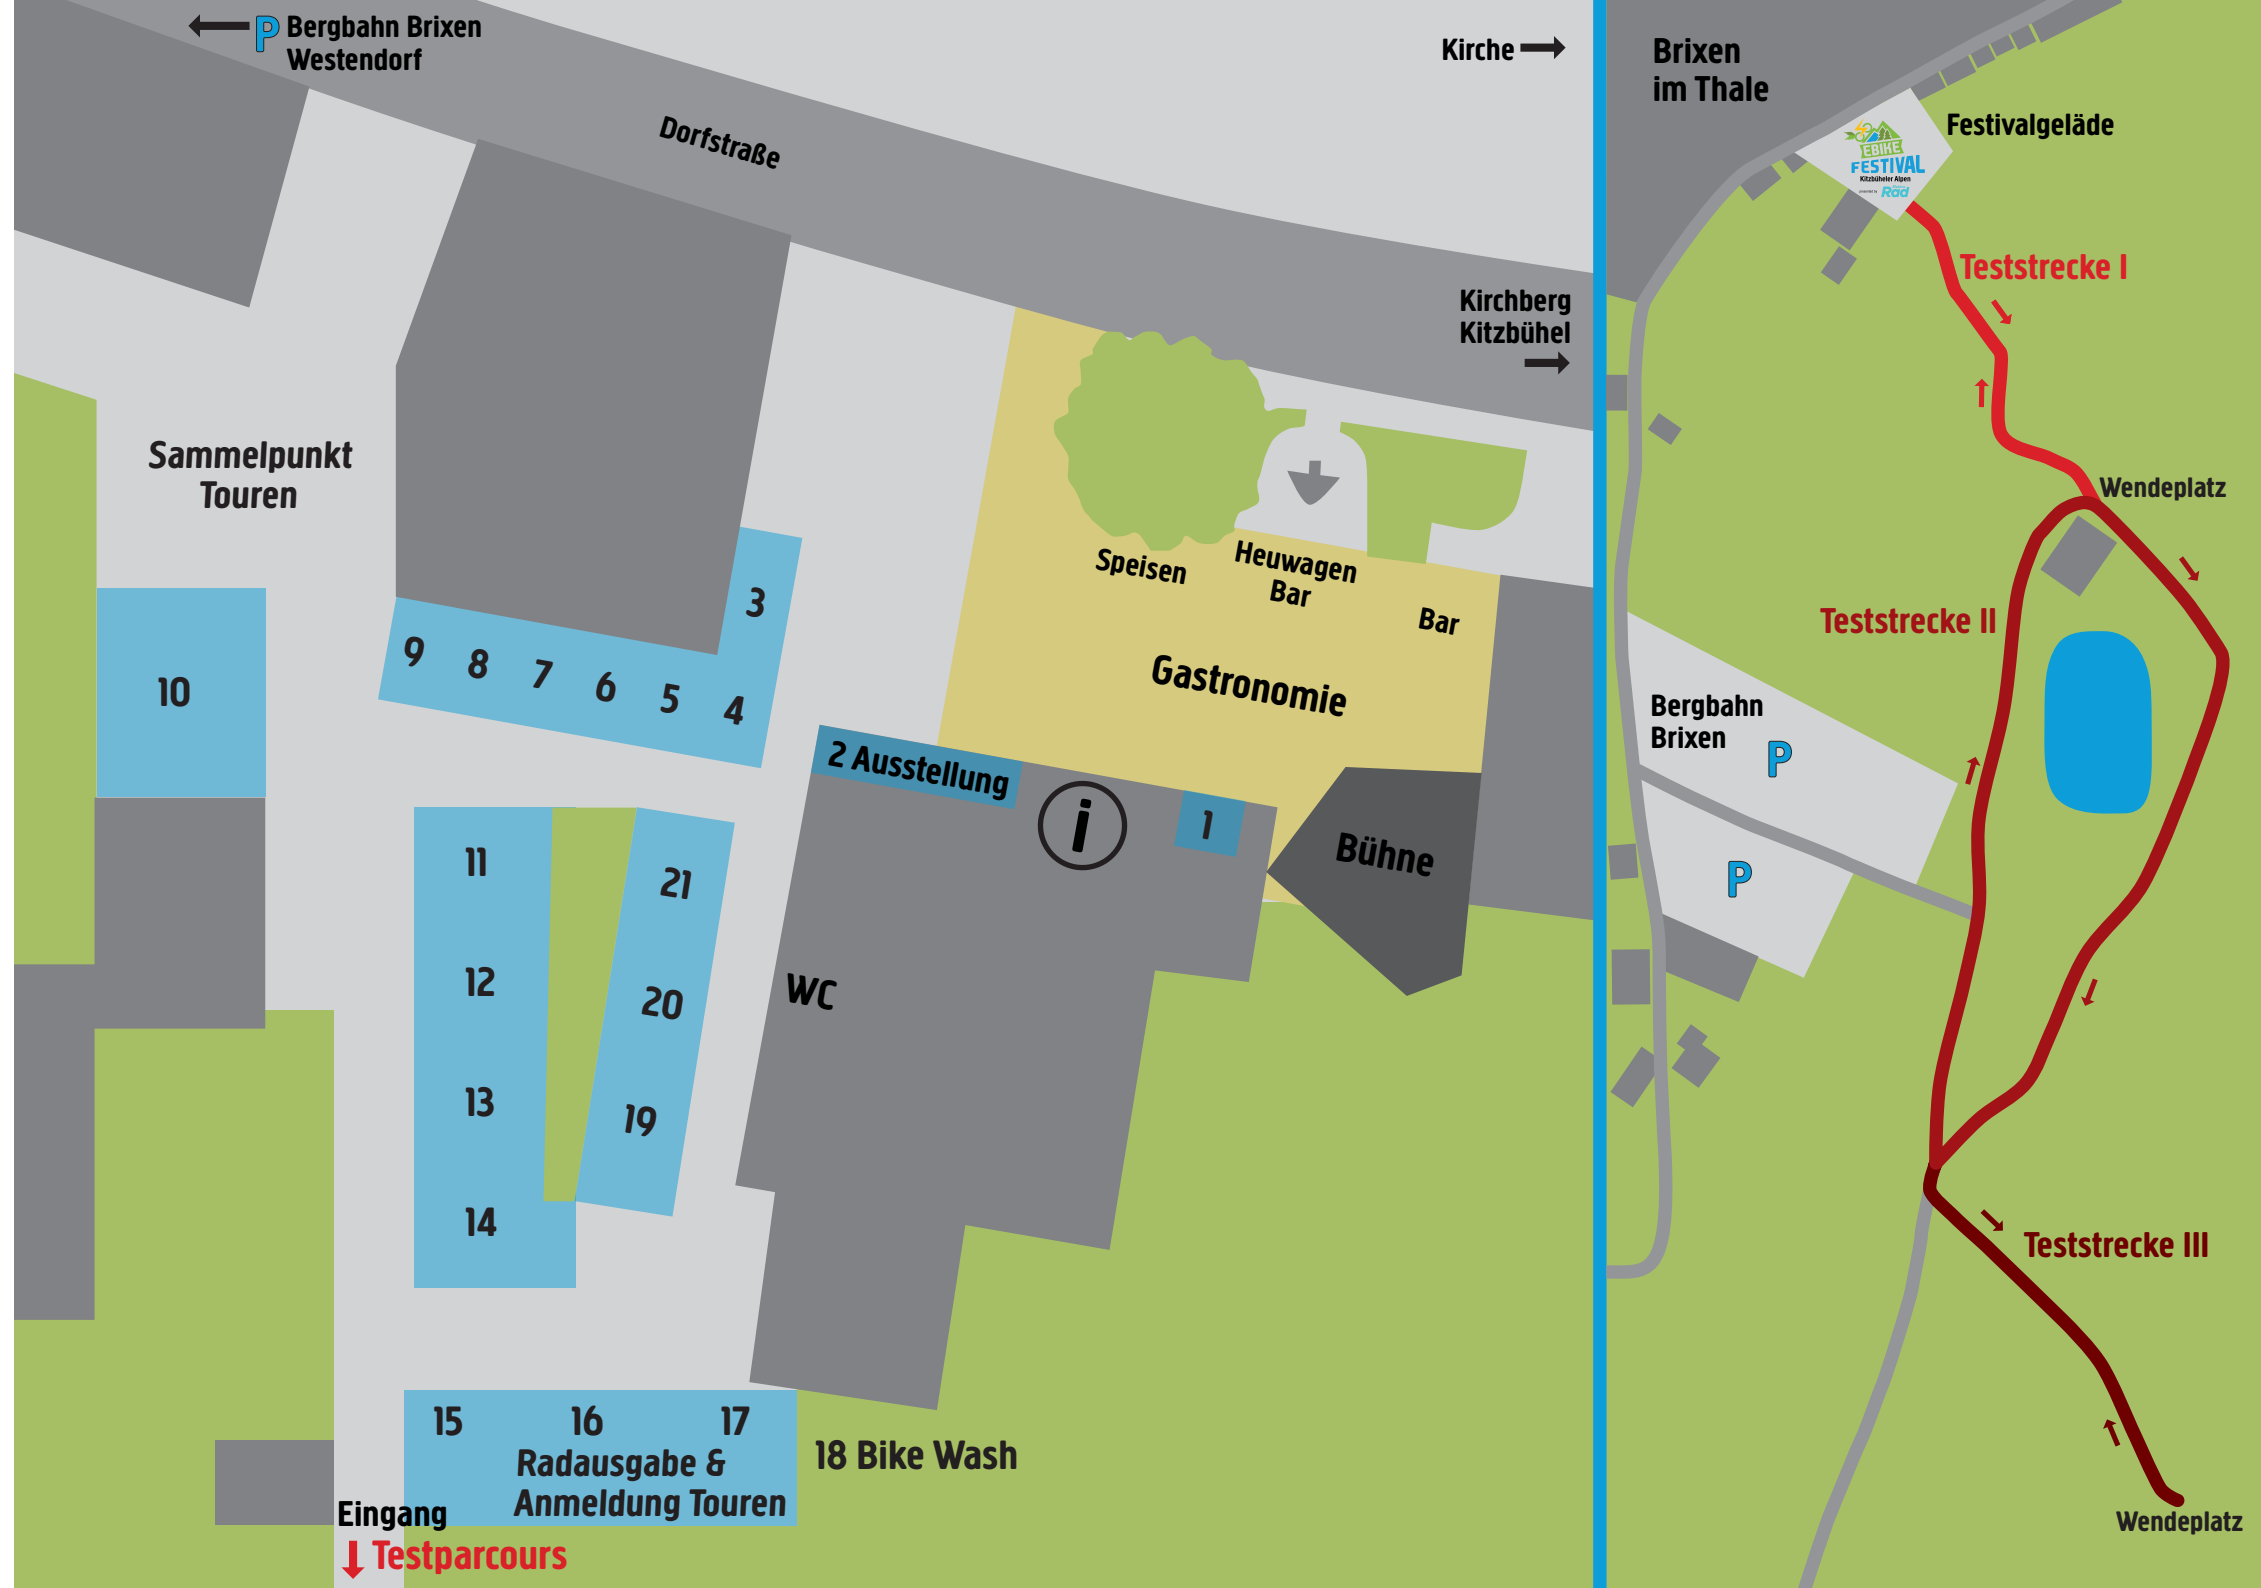 P Bergbahn Brixen
Westendorf
Kirche
Dorfstraße
Kirchberg
Kitzbühel
Sammelpunkt
Touren
Speisen
Heuwagen
Bar
Bar
Gastronomie
3
9 8 7 6 5 4
10
2 Ausstellung
i
1
Bühne
11
21
12
20
WC
13
19
14
15 16 17
Radausgabe &
Anmeldung Touren
18 Bike Wash
Eingang
Testparcours
Brixen
im Thale
Festivalgeläde
EBIKE
FESTIVAL
Kitzbüheler Alpen
Rad
Teststrecke I
Wendeplatz
Teststrecke II
Bergbahn
Brixen
P
P
Teststrecke III
Wendeplatz